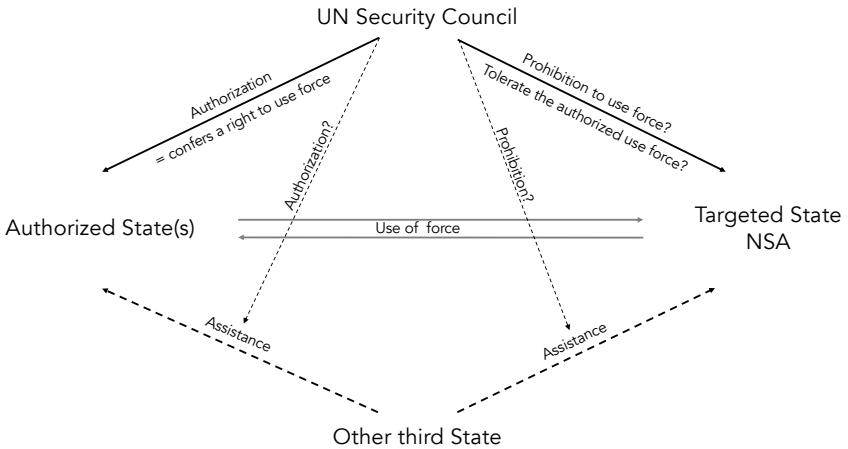 UN Security Council
Authorization
= confers a right to use force
Authorization?
Prohibition to use force?
Tolerate the authorized use force?
Prohibition?
Authorized State(s)
Use of force
Targeted State
NSA
Assistance
Assistance
Other third State